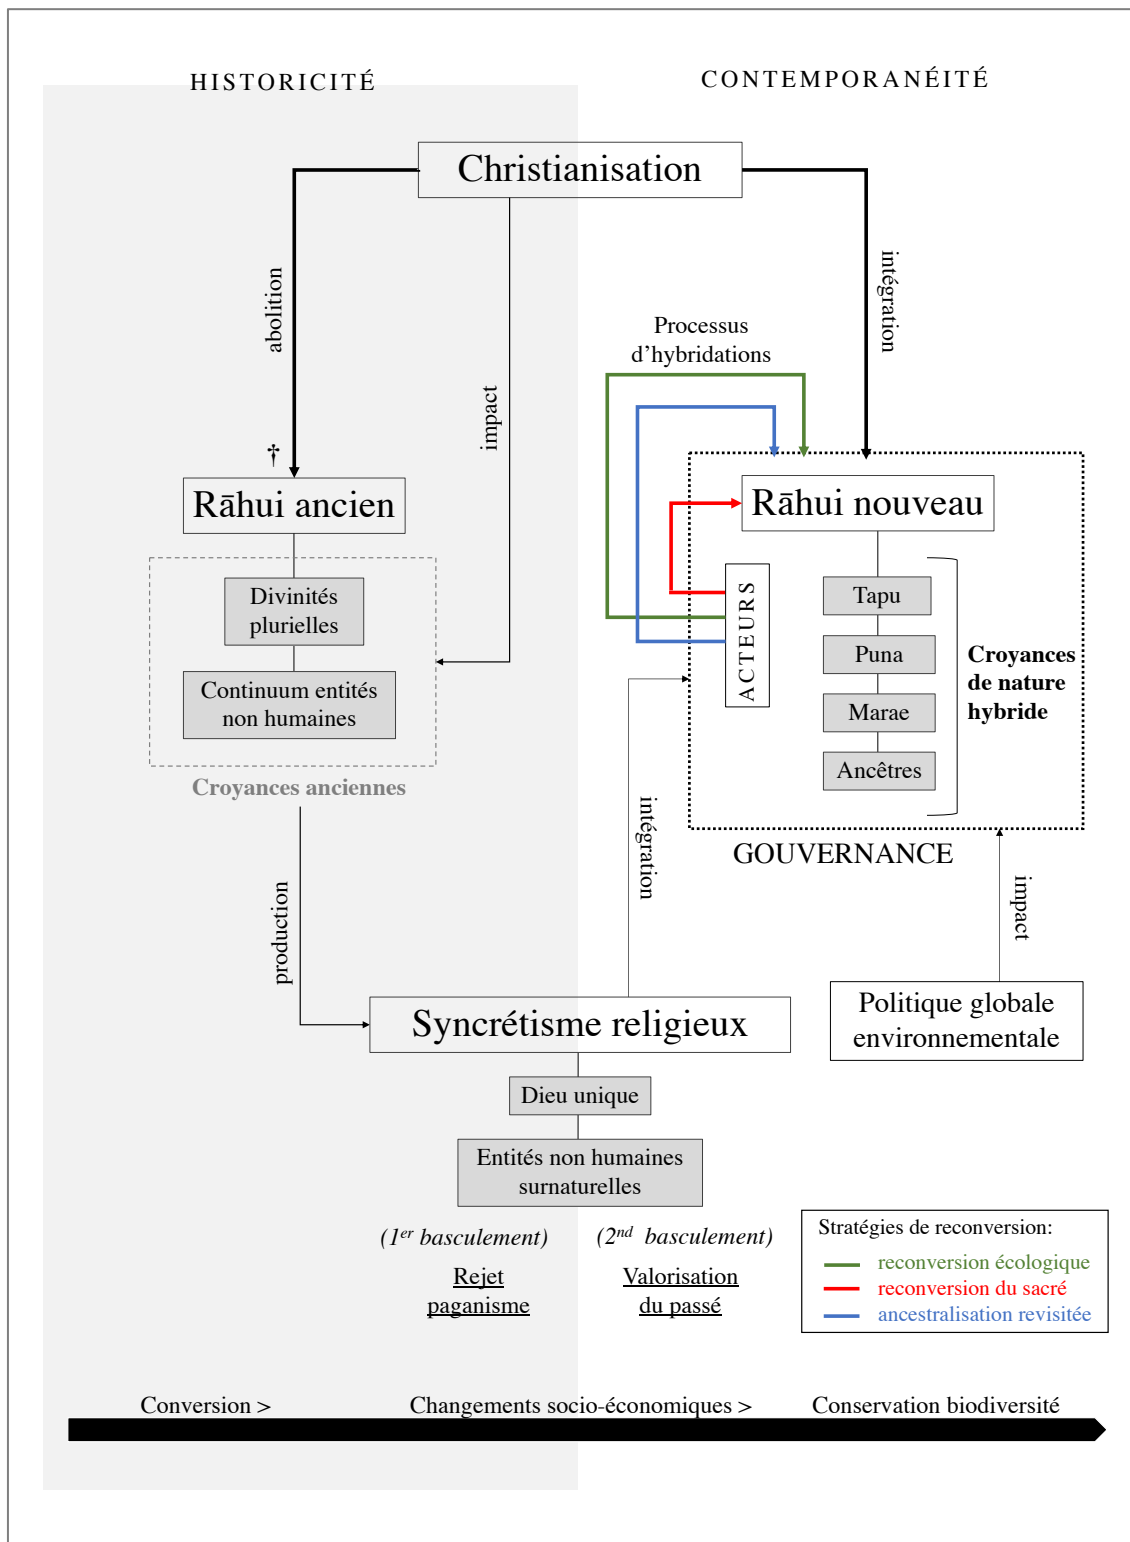 HISTORICITÉ
CONTEMPORANÉITÉ
Christianisation
abolition
impact
intégration
Processus
d’hybridations
†
Rāhui ancien
Divinités
plurielles
Continuum entités
non humaines
Croyances anciennes
Rāhui nouveau
ACTEURS
Tapu
Puna
Marae
Ancêtres
Croyances
de nature
hybride
GOUVERNANCE
production
intégration
impact
Syncrétisme religieux
Dieu unique
Entités non humaines
surnaturelles
Politique globale
environnementale
(1er basculement)
Rejet
paganisme
(2nd basculement)
Valorisation
du passé
Stratégies de reconversion:
reconversion écologique
reconversion du sacré
ancestralisation revisitée
Conversion >
Changements socio-économiques >
Conservation biodiversité